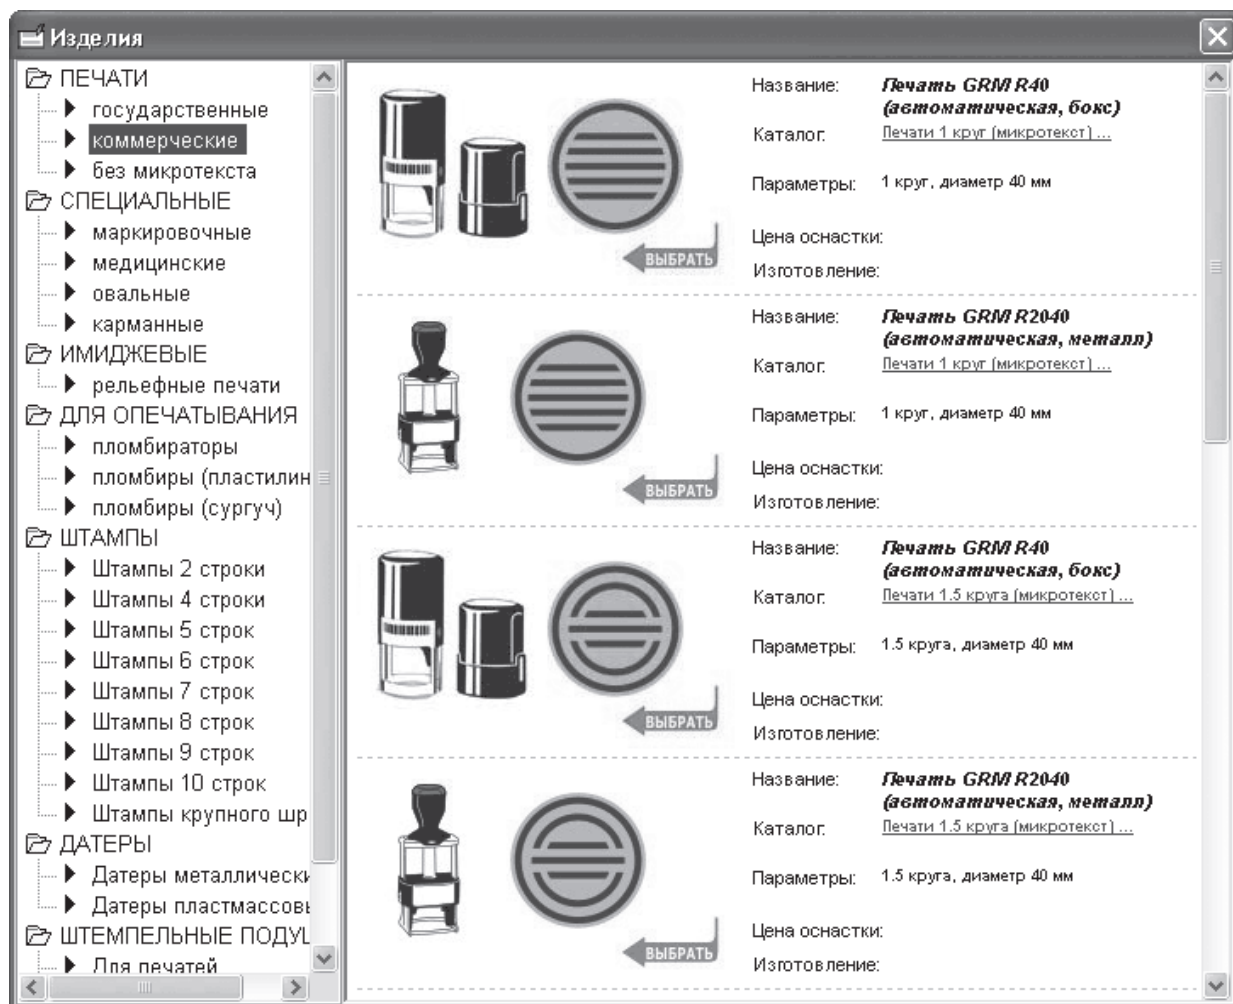 Изделия
ПЕЧАТИ
государственные
коммерческие
без микротекста
СПЕЦИАЛЬНЫЕ
маркировочные
медицинские
овальные
карманные
ИМИДЖЕВЫЕ
рельефные печати
ДЛЯ ОПЕЧАТЫВАНИЯ
пломбираторы
пломбиры (пластилин
пломбиры (сургуч)
ШТАМПЫ
Штампы 2 строки
Штампы 4 строки
Штампы 5 строк
Штампы 6 строк
Штампы 7 строк
Штампы 8 строк
Штампы 9 строк
Штампы 10 строк
Штампы крупного шр
ДАТЕРЫ
Датеры металлически
Датеры пластмассовы
ШТЕМПЕЛЬНЫЕ ПОДУШ
Для печатей
Название: Печать GRM R40
(автоматическая, бокс)
Каталог: Печати 1 круг (микротекст) ...
Параметры: 1 круг, диаметр 40 мм
Цена оснастки:
ВЫБРАТЬ
Изготовление:
Название: Печать GRM R2040
(автоматическая, металл)
Каталог: Печати 1 круг (микротекст) ...
Параметры: 1 круг, диаметр 40 мм
Цена оснастки:
ВЫБРАТЬ
Изготовление:
Название: Печать GRM R40
(автоматическая, бокс)
Каталог: Печати 1.5 круга (микротекст) ...
Параметры: 1.5 круга, диаметр 40 мм
Цена оснастки:
ВЫБРАТЬ
Изготовление:
Название: Печать GRM R2040
(автоматическая, металл)
Каталог: Печати 1.5 круга (микротекст) ...
Параметры: 1.5 круга, диаметр 40 мм
Цена оснастки:
ВЫБРАТЬ
Изготовление: